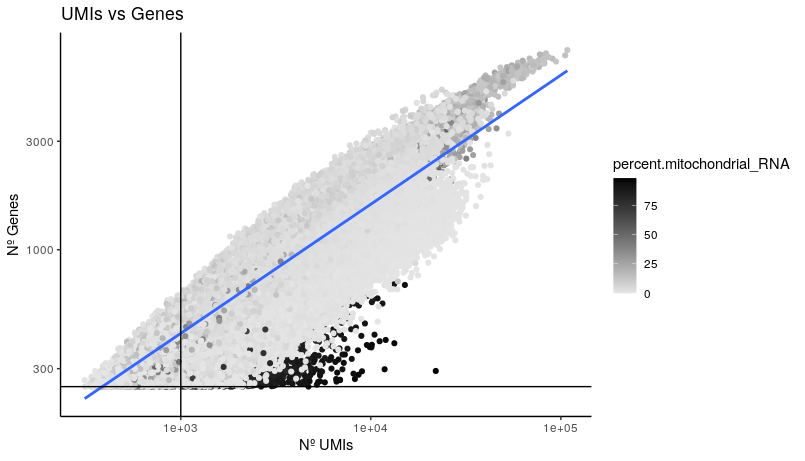 UMIs vs Genes
Nº Genes
3000
1000
300
1e+03
1e+04
1e+05
Nº UMIs
percent.mitochondrial_RNA
75
50
25
0